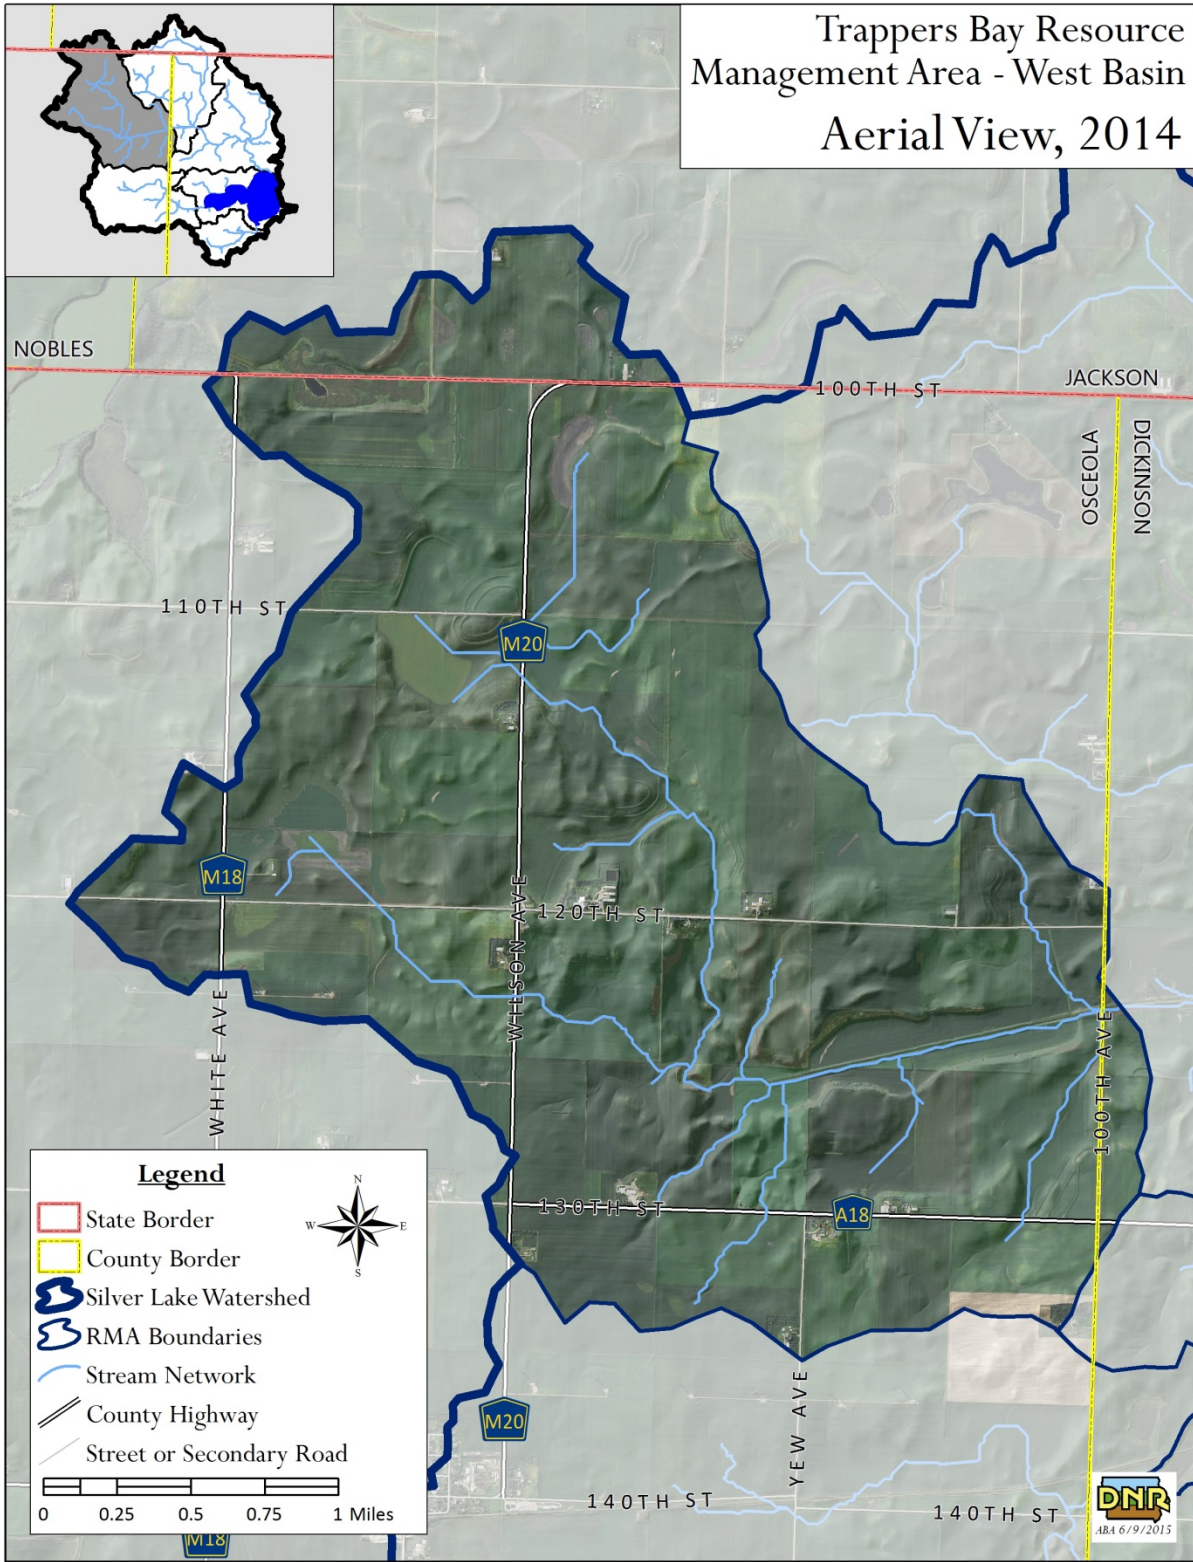 Trappers Bay Resource
Management Area - West Basin
Aerial View, 2014
NOBLES
JACKSON
100TH ST
OSCEOLA
DICKINSON
110TH ST
M20
M18
120TH ST
WILSON AVE
WHITE AVE
100TH AVE
130TH ST
A18
M20
YEW AVE
140TH ST
140TH ST
M18
Legend
N
W
E
S
State Border
County Border
Silver Lake Watershed
RMA Boundaries
Stream Network
County Highway
Street or Secondary Road
0 0.25 0.5 0.75 1 Miles
DNR
ABA 6/9/2015